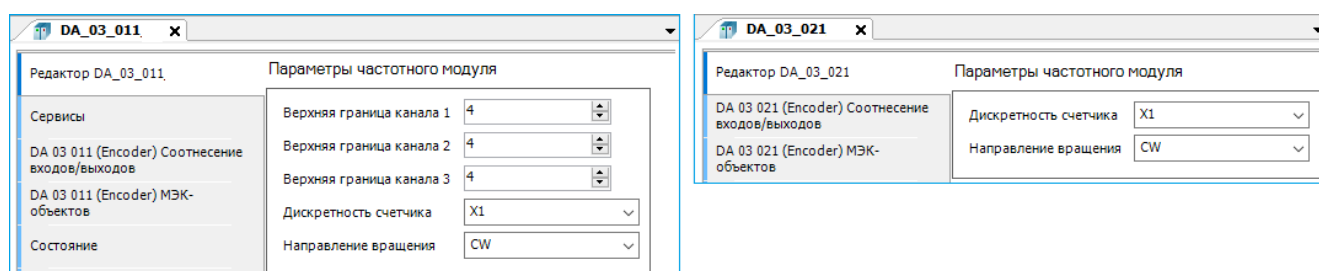 DA_03_011
Редактор DA_03_011
Сервисы
DA 03 011 (Encoder) Соотнесение
входов/выходов
DA 03 011 (Encoder) МЭК-
объектов
Состояние
Параметры частотного модуля
Верхняя граница канала 1 4
Верхняя граница канала 2 4
Верхняя граница канала 3 4
Дискретность счетчика X1
Направление вращения CW
DA_03_021
Редактор DA_03_021
DA 03 021 (Encoder) Соотнесение
входов/выходов
DA 03 021 (Encoder) МЭК-
объектов
Параметры частотного модуля
Дискретность счетчика X1
Направление вращения CW